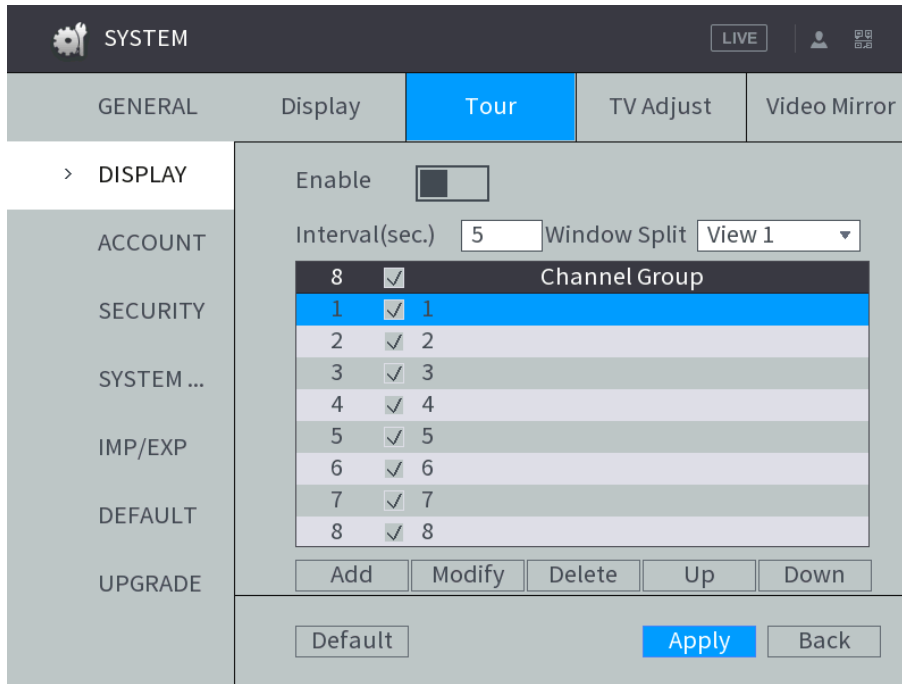 SYSTEM LIVE
GENERAL Display Tour TV Adjust Video Mirror
> DISPLAY
ACCOUNT
SECURITY
SYSTEM ...
IMP/EXP
DEFAULT
UPGRADE
Enable
Interval(sec.) 5 Window Split View 1
8 Channel Group
1 1
2 2
3 3
4 4
5 5
6 6
7 7
8 8
Add Modify Delete Up Down
Default Apply Back